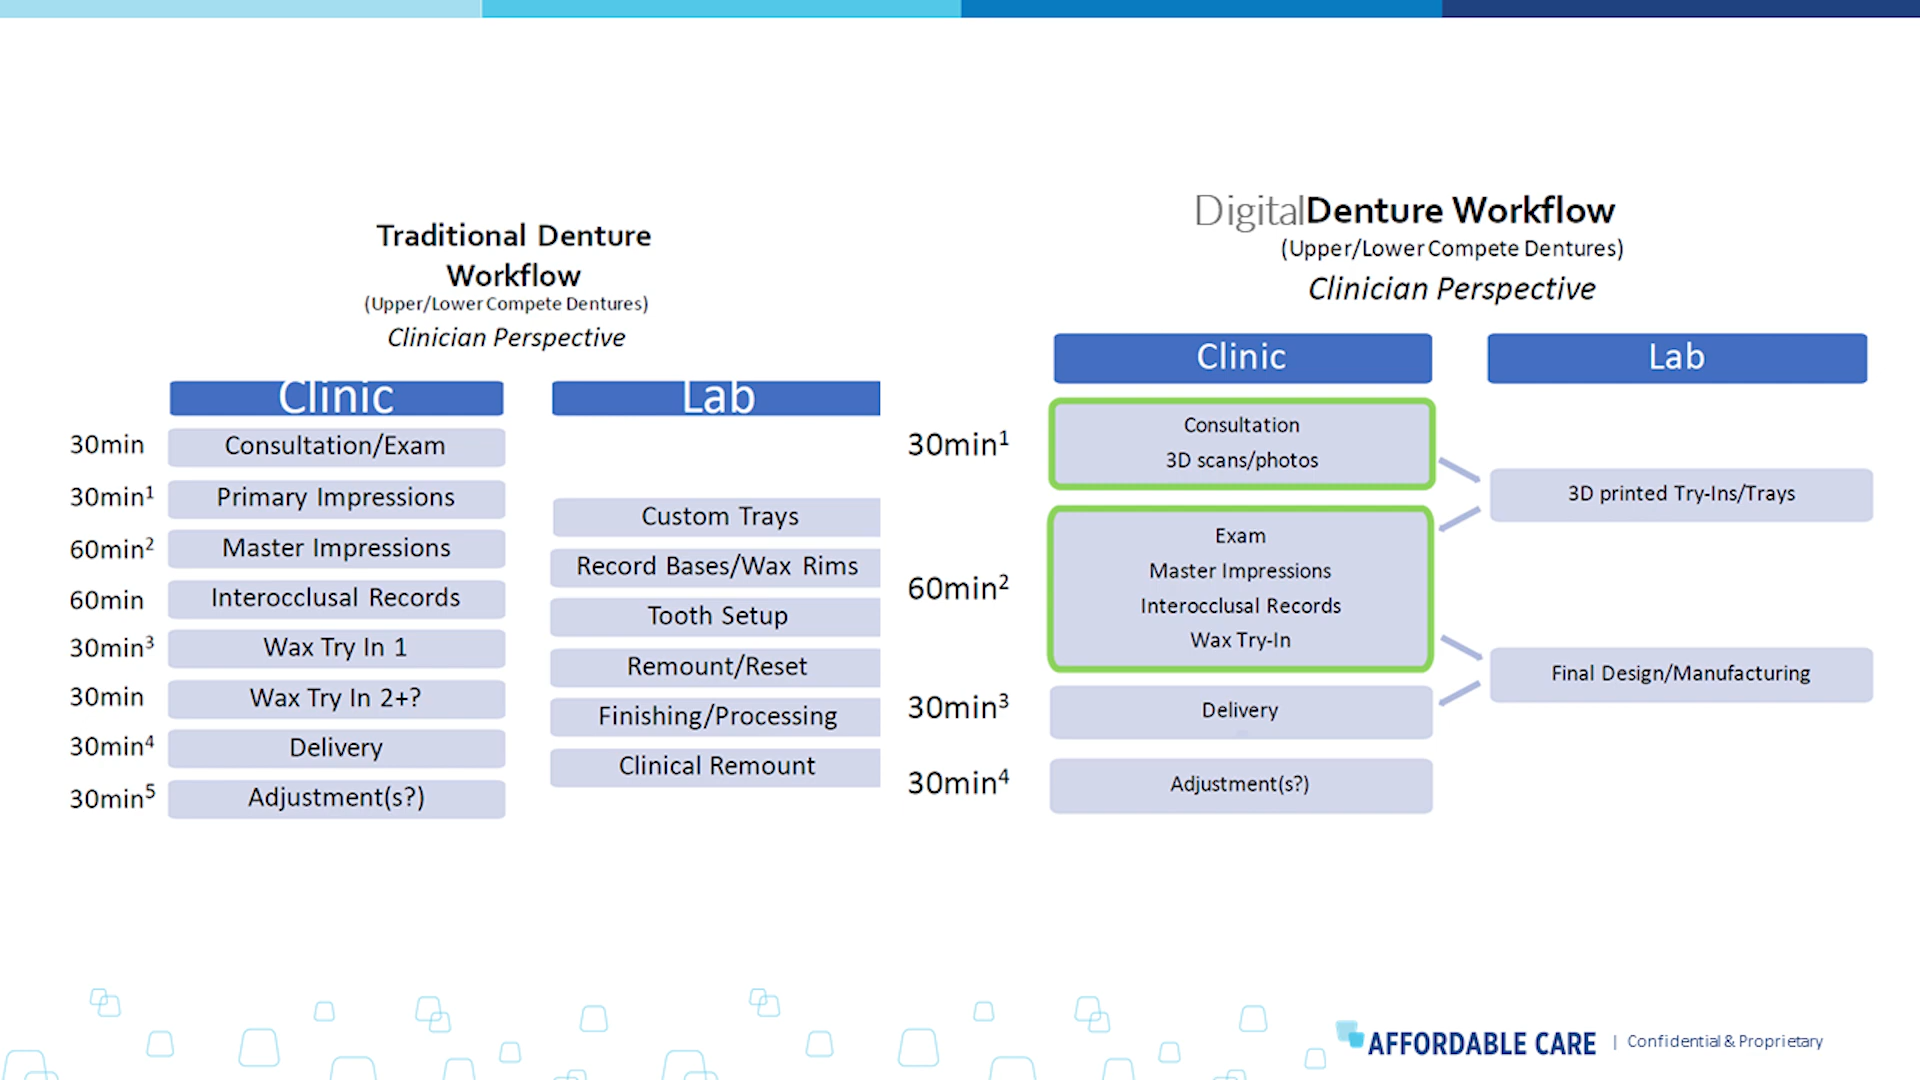 Traditional Denture
Workflow
(Upper/Lower Compete Dentures)
Clinician Perspective
Clinic
Lab
30min
Consultation/Exam
30min¹
Primary Impressions
Custom Trays
60min²
Master Impressions
Record Bases/Wax Rims
60min
Interocclusal Records
Tooth Setup
30min³
Wax Try In 1
Remount/Reset
30min
Wax Try In 2+?
Finishing/Processing
30min⁴
Delivery
Clinical Remount
30min⁵
Adjustment(s?)
DigitalDenture Workflow
(Upper/Lower Compete Dentures)
Clinician Perspective
Clinic
Lab
30min¹
Consultation
3D scans/photos
3D printed Try-Ins/Trays
60min²
Exam
Master Impressions
Interocclusal Records
Wax Try-In
Final Design/Manufacturing
30min³
Delivery
30min⁴
Adjustment(s?)
AFFORDABLE CARE | Confidential & Proprietary